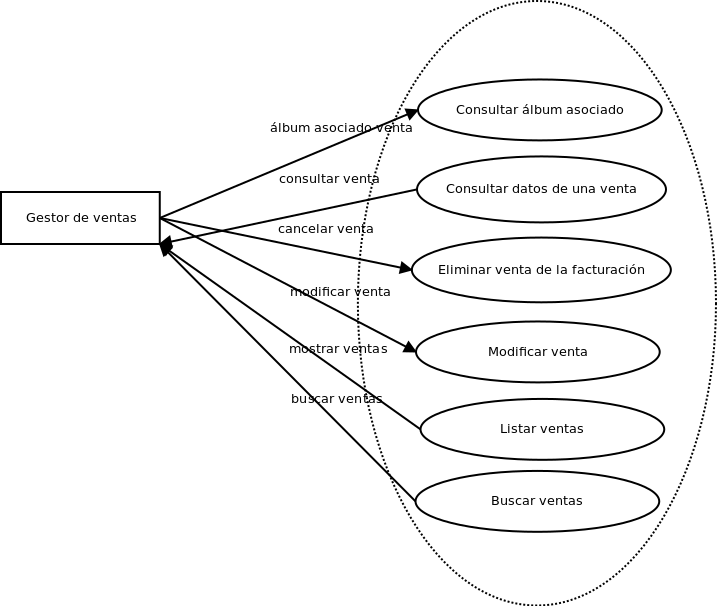 Consultar álbum asociado
álbum asociado venta
consultar venta
Consultar datos de una venta
Gestor de ventas
cancelar venta
Eliminar venta de la facturación
modificar venta
mostrar ventas
Modificar venta
buscar ventas
Listar ventas
Buscar ventas